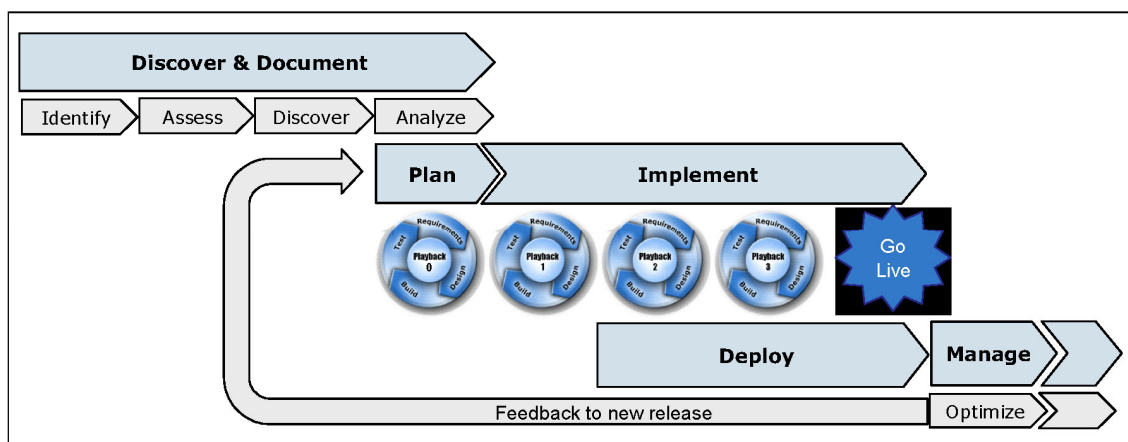 Discover & Document
Identify
Assess
Discover
Analyze
Plan
Implement
Requirements
Test
Playback
0
Design
Build
Requirements
Test
Playback
1
Design
Build
Requirements
Test
Playback
2
Design
Build
Requirements
Test
Playback
3
Design
Build
Go
Live
Deploy
Manage
Feedback to new release
Optimize